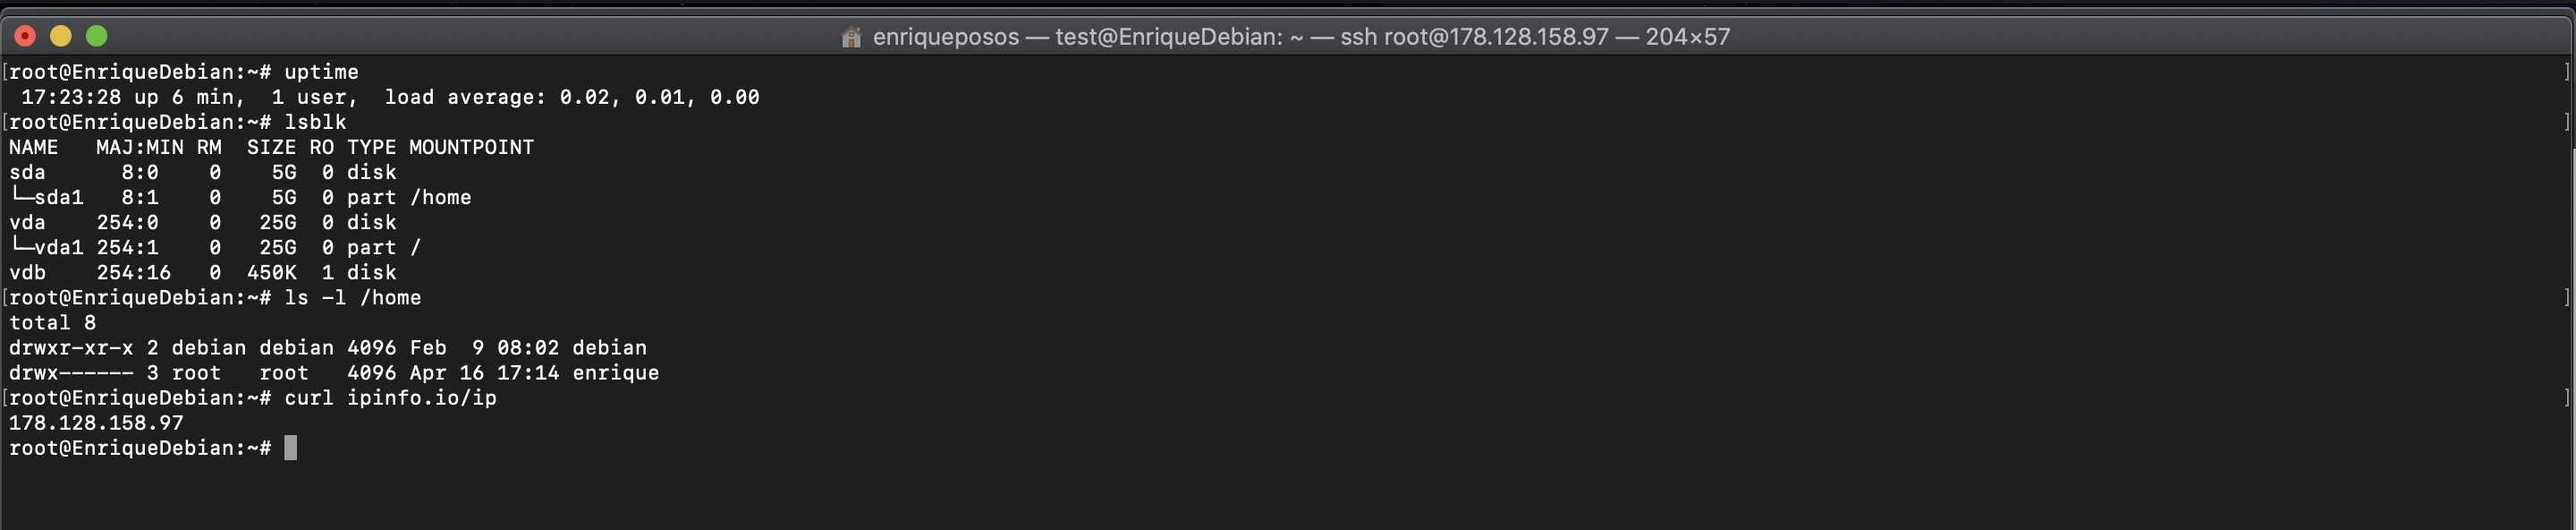 enriqueposos — test@EnriqueDebian: ~ — ssh root@178.128.158.97 — 204×57
[root@EnriqueDebian:~# uptime ]
 17:23:28 up 6 min,  1 user,  load average: 0.02, 0.01, 0.00
[root@EnriqueDebian:~# lsblk ]
NAME   MAJ:MIN RM  SIZE RO TYPE MOUNTPOINT
sda      8:0    0    5G  0 disk
└─sda1   8:1    0    5G  0 part /home
vda    254:0    0   25G  0 disk
└─vda1 254:1    0   25G  0 part /
vdb    254:16   0  450K  1 disk
[root@EnriqueDebian:~# ls -l /home ]
total 8
drwxr-xr-x 2 debian debian 4096 Feb  9 08:02 debian
drwx------ 3 root   root   4096 Apr 16 17:14 enrique
[root@EnriqueDebian:~# curl ipinfo.io/ip ]
178.128.158.97
root@EnriqueDebian:~#